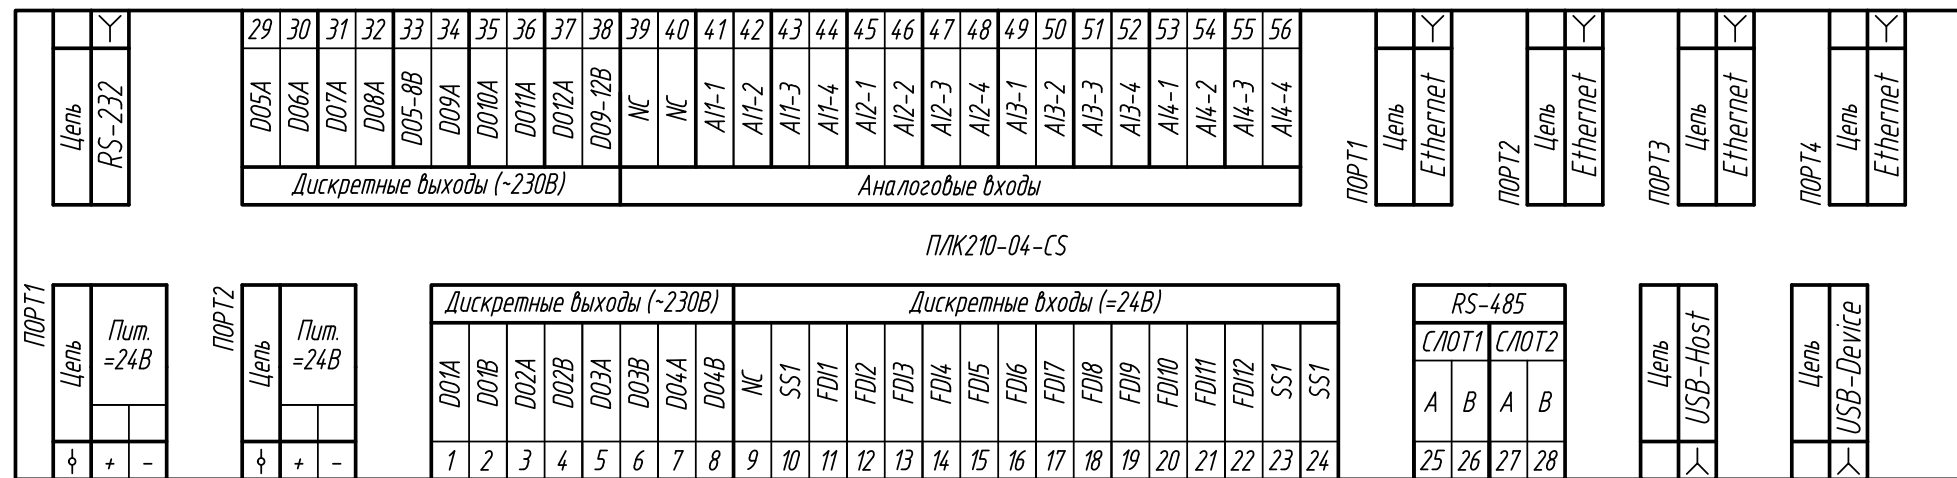 29 30 31 32 33 34 35 36 37 38 39 40 41 42 43 44 45 46 47 48 49 50 51 52 53 54 55 56
Цепь
RS-232
DO5A DO6A DO7A DO8A DO5-8B DO9A DO10A DO11A DO12A DO9-12B NC NC AI1-1 AI1-2 AI1-3 AI1-4 AI2-1 AI2-2 AI2-3 AI2-4 AI3-1 AI3-2 AI3-3 AI3-4 AI4-1 AI4-2 AI4-3 AI4-4
Дискретные выходы (~230В)
Аналоговые входы
ПОРТ1
Цепь
Ethernet
ПОРТ2
Цепь
Ethernet
ПОРТ3
Цепь
Ethernet
ПОРТ4
Цепь
Ethernet
ПЛК210-04-CS
ПОРТ1
Цепь
Пит.
=24В
+ -
ПОРТ2
Цепь
Пит.
=24В
+ -
Дискретные выходы (~230В)
Дискретные входы (=24В)
DO1A DO1B DO2A DO2B DO3A DO3B DO4A DO4B NC SS1 FDI1 FDI2 FDI3 FDI4 FDI5 FDI6 FDI7 FDI8 FDI9 FDI10 FDI11 FDI12 SS1 SS1
1 2 3 4 5 6 7 8 9 10 11 12 13 14 15 16 17 18 19 20 21 22 23 24
RS-485
СЛОТ1 СЛОТ2
A B A B
25 26 27 28
Цепь
USB-Host
Цепь
USB-Device